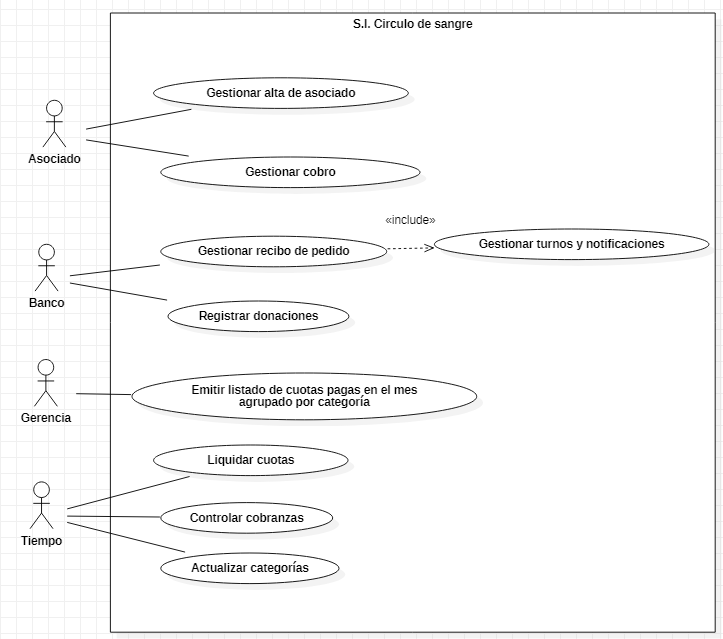 S.I. Circulo de sangre
Gestionar alta de asociado
Asociado
Gestionar cobro
«include»
Gestionar recibo de pedido
Gestionar turnos y notificaciones
Banco
Registrar donaciones
Emitir listado de cuotas pagas en el mes
agrupado por categoría
Gerencia
Liquidar cuotas
Controlar cobranzas
Tiempo
Actualizar categorías